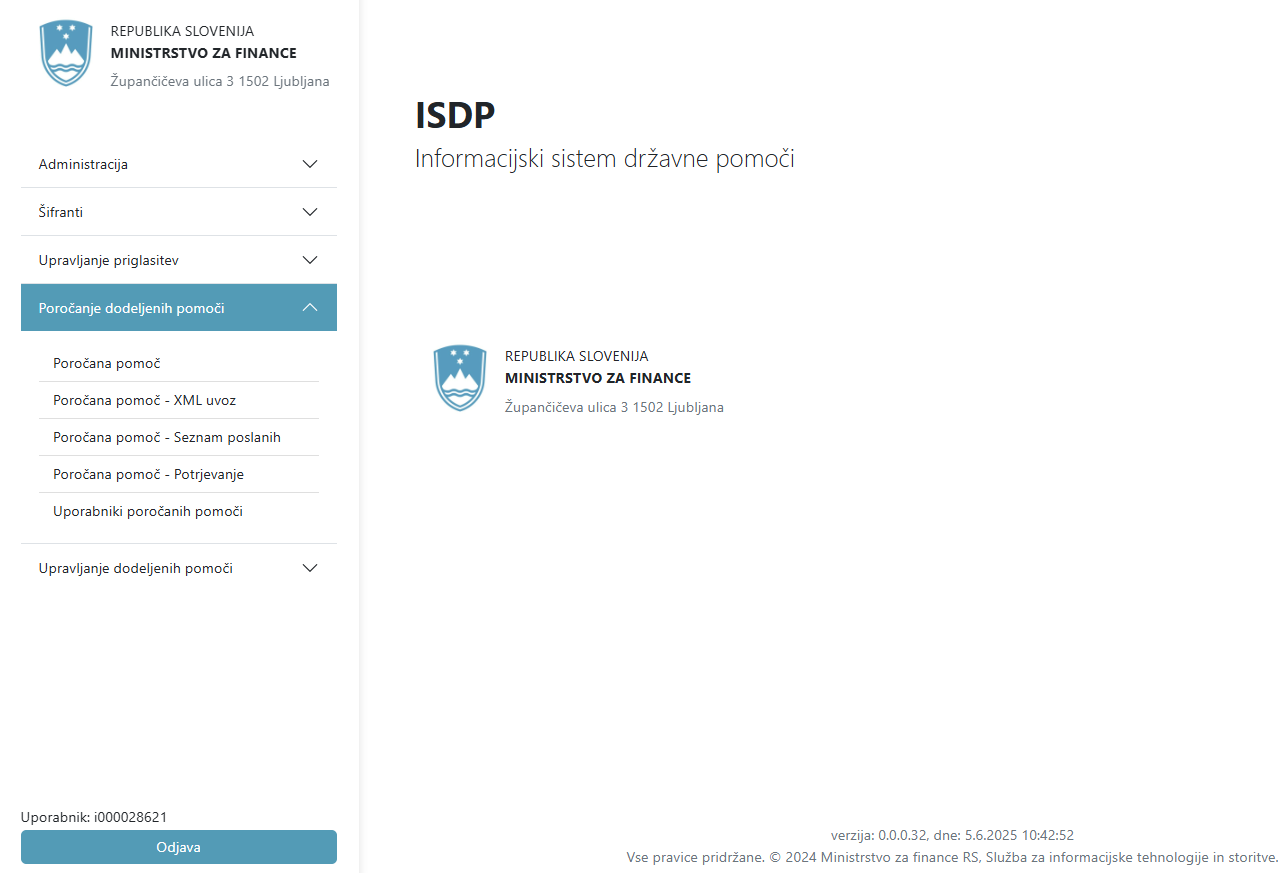 REPUBLIKA SLOVENIJA
MINISTRSTVO ZA FINANCE
Župančičeva ulica 3 1502 Ljubljana
Administracija
Šifranti
Upravljanje priglasitev
Poročanje dodeljenih pomoči
Poročana pomoč
Poročana pomoč - XML uvoz
Poročana pomoč - Seznam poslanih
Poročana pomoč - Potrjevanje
Uporabniki poročanih pomoči
Upravljanje dodeljenih pomoči
Uporabnik: i000028621
Odjava
ISDP
Informacijski sistem državne pomoči
REPUBLIKA SLOVENIJA
MINISTRSTVO ZA FINANCE
Župančičeva ulica 3 1502 Ljubljana
verzija: 0.0.0.32, dne: 5.6.2025 10:42:52
Vse pravice pridržane. © 2024 Ministrstvo za finance RS, Služba za informacijske tehnologije in storitve.